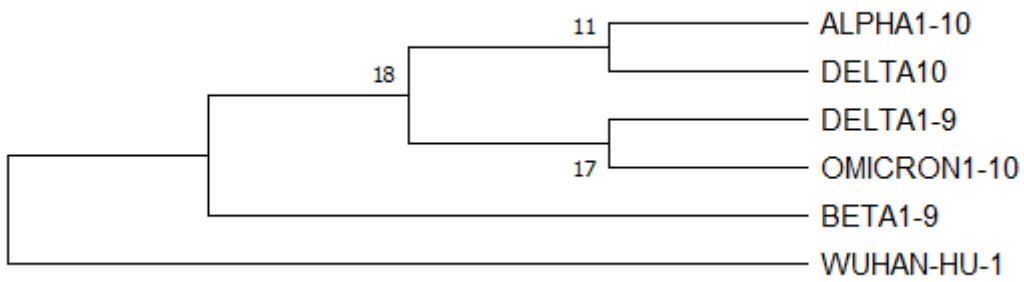 11
ALPHA1-10
18
DELTA10
DELTA1-9
17
OMICRON1-10
BETA1-9
WUHAN-HU-1